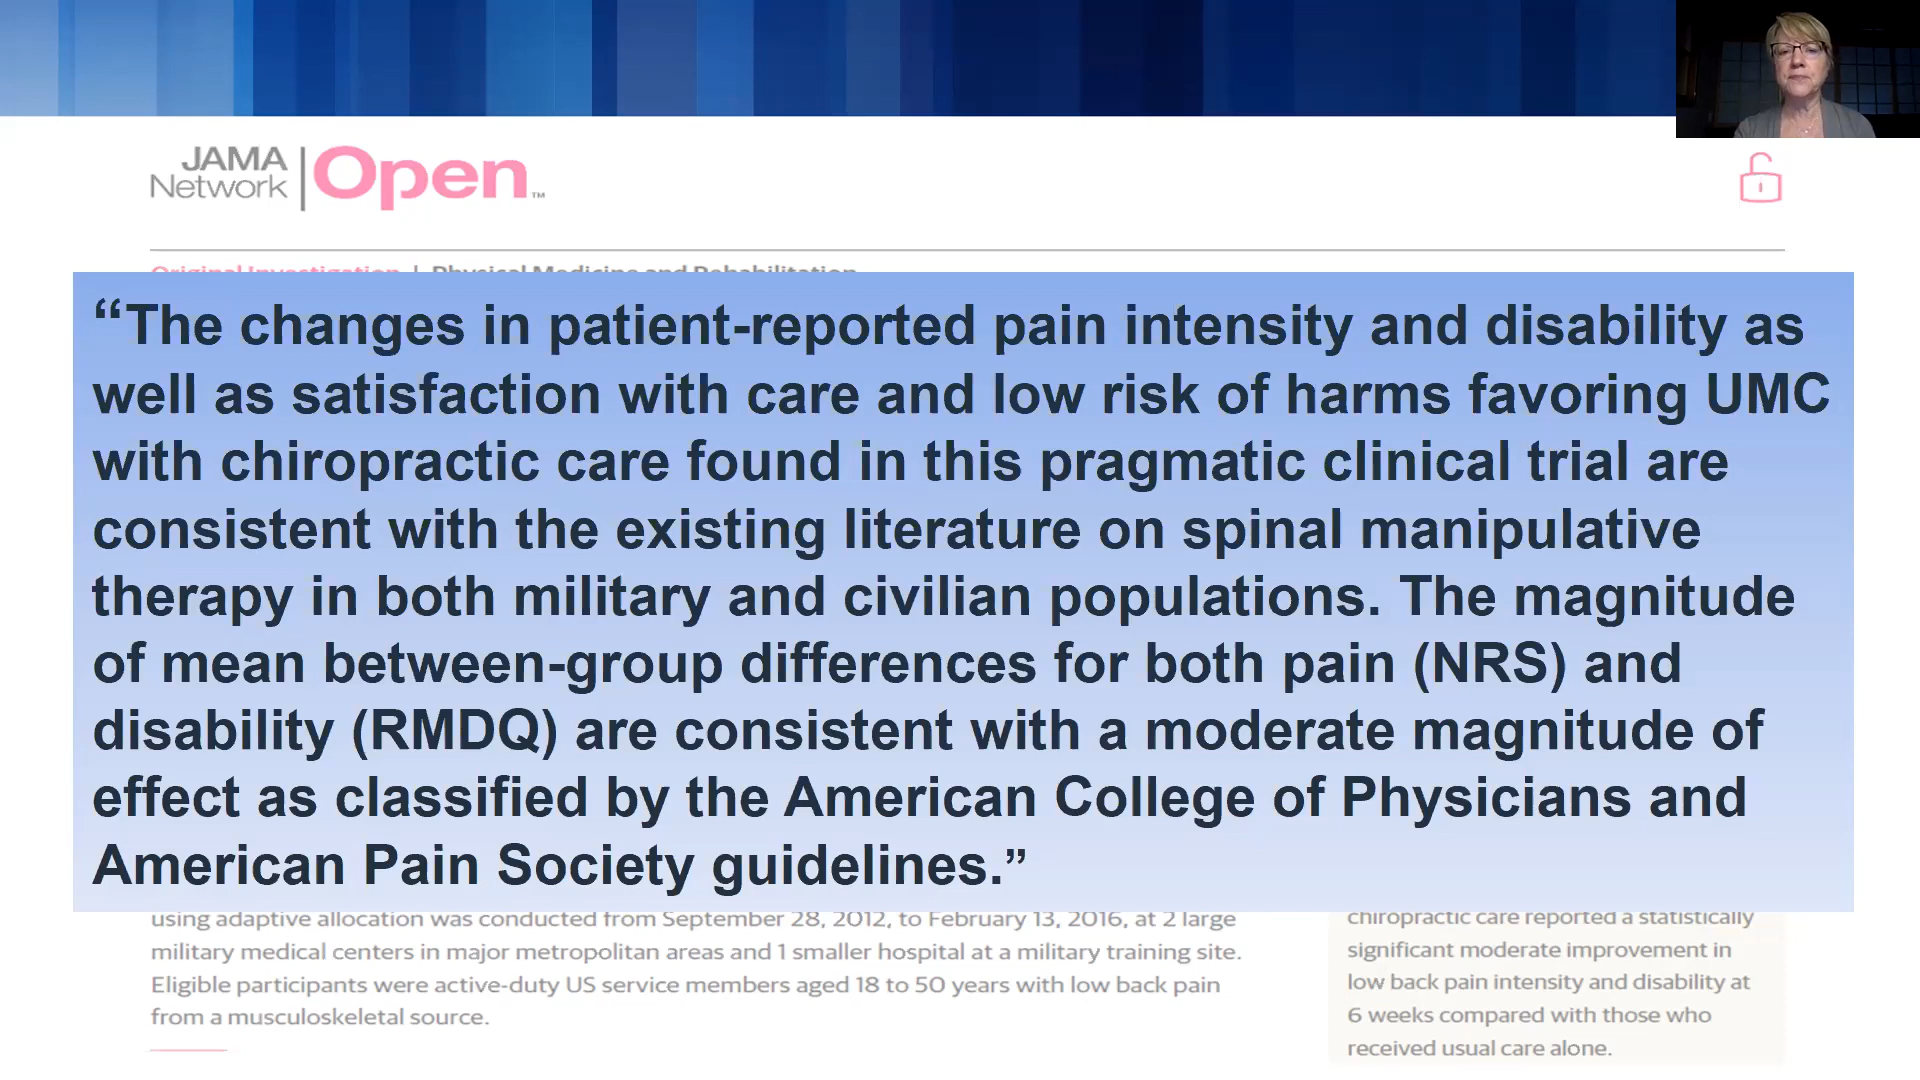 JAMA
Network
Open™
Original Investigation | Physical Medicine and Rehabilitation
“The changes in patient-reported pain intensity and disability as
well as satisfaction with care and low risk of harms favoring UMC
with chiropractic care found in this pragmatic clinical trial are
consistent with the existing literature on spinal manipulative
therapy in both military and civilian populations. The magnitude
of mean between-group differences for both pain (NRS) and
disability (RMDQ) are consistent with a moderate magnitude of
effect as classified by the American College of Physicians and
American Pain Society guidelines.”
using adaptive allocation was conducted from September 28, 2012, to February 13, 2016, at 2 large
military medical centers in major metropolitan areas and 1 smaller hospital at a military training site.
Eligible participants were active-duty US service members aged 18 to 50 years with low back pain
from a musculoskeletal source.
chiropractic care reported a statistically
significant moderate improvement in
low back pain intensity and disability at
6 weeks compared with those who
received usual care alone.